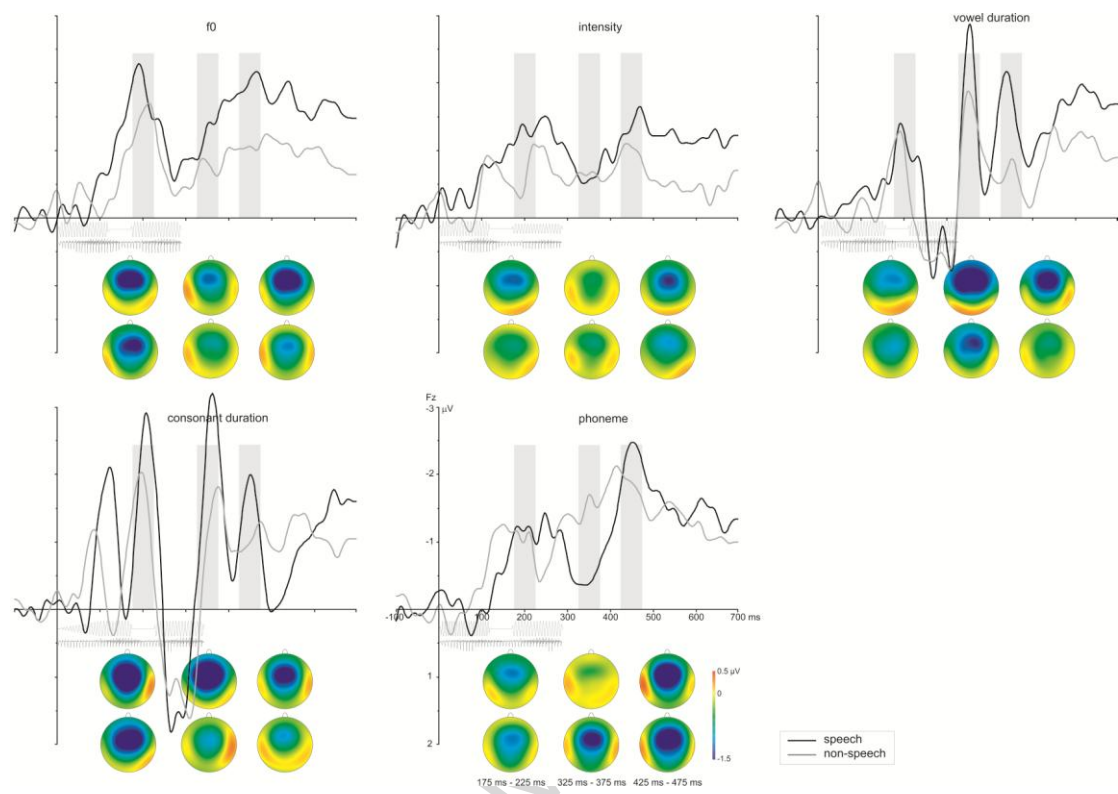 f0
intensity
vowel duration
consonant duration
phoneme
Fz
-3 µV
-2
-1
-100
100 200 300 400 500 600 700 ms
1
2
0.5 µV
0
-1.5
175 ms - 225 ms 325 ms - 375 ms 425 ms - 475 ms
speech
non-speech